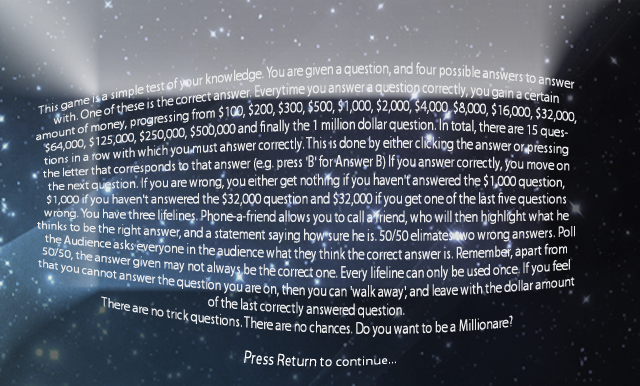 This game is a simple test of your knowledge. You are given a question, and four possible answers to answer
with. One of these is the correct answer. Everytime you answer a question correctly, you gain a certain
amount of money, progressing from $100, $200, $300, $500, $1,000, $2,000, $4,000, $8,000, $16,000, $32,000,
$64,000, $125,000, $250,000, $500,000 and finally the 1 million dollar question. In total, there are 15 ques-
tions in a row with which you must answer correctly. This is done by either clicking the answer or pressing
the letter that corresponds to that answer (e.g. press 'B' for Answer B) If you answer correctly, you move on
the next question. If you are wrong, you either get nothing if you haven't answered the $1,000 question,
$1,000 if you haven't answered the $32,000 question and $32,000 if you get one of the last five questions
wrong. You have three lifelines. Phone-a-friend allows you to call a friend, who will then highlight what he
thinks to be the right answer, and a statement saying how sure he is. 50/50 elimates two wrong answers. Poll
the Audience asks everyone in the audience what they think the correct answer is. Remember, apart from
50/50, the answer given may not always be the correct one. Every lifeline can only be used once. If you feel
that you cannot answer the question you are on, then you can 'walk away', and leave with the dollar amount
of the last correctly answered question.
There are no trick questions. There are no chances. Do you want to be a Millionare?
Press Return to continue...